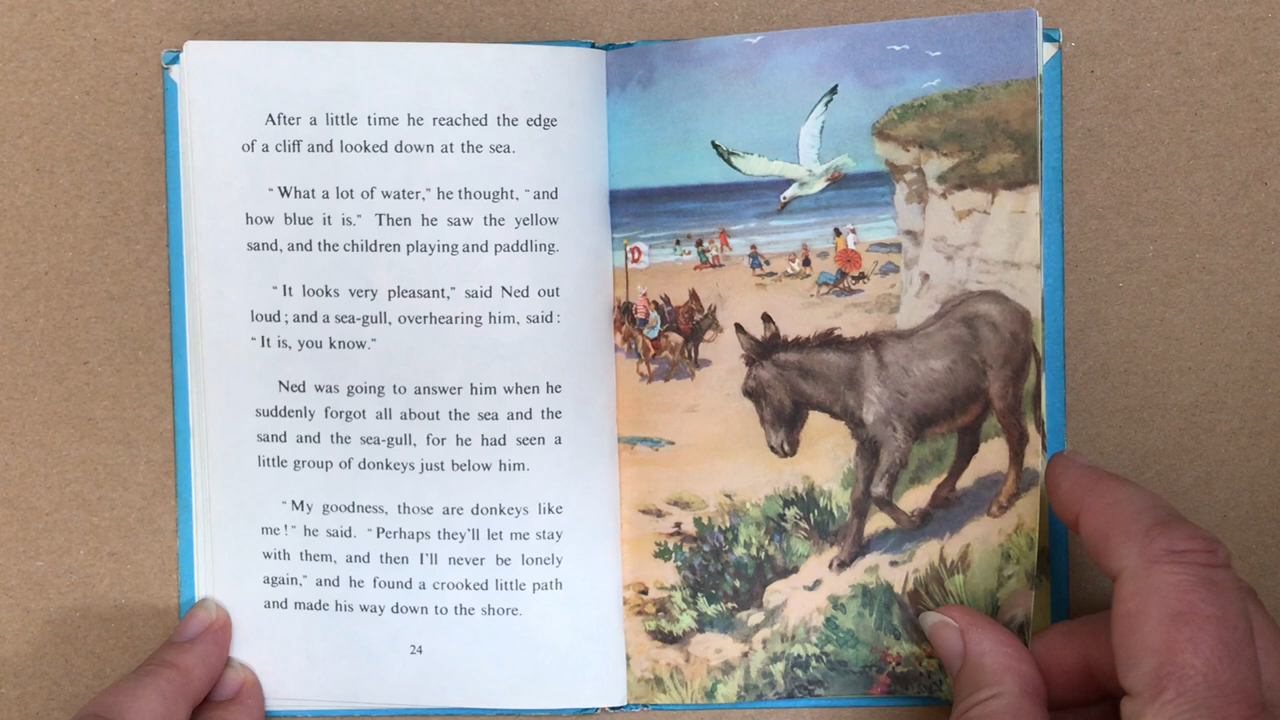 After a little time he reached the edge
of a cliff and looked down at the sea.
“What a lot of water,” he thought, “and
how blue it is.” Then he saw the yellow
sand, and the children playing and paddling.
“It looks very pleasant,” said Ned out
loud ; and a sea-gull, overhearing him, said :
“It is, you know.”
Ned was going to answer him when he
suddenly forgot all about the sea and the
sand and the sea-gull, for he had seen a
little group of donkeys just below him.
“My goodness, those are donkeys like
me !” he said. “Perhaps they’ll let me stay
with them, and then I’ll never be lonely
again,” and he found a crooked little path
and made his way down to the shore.
24
D